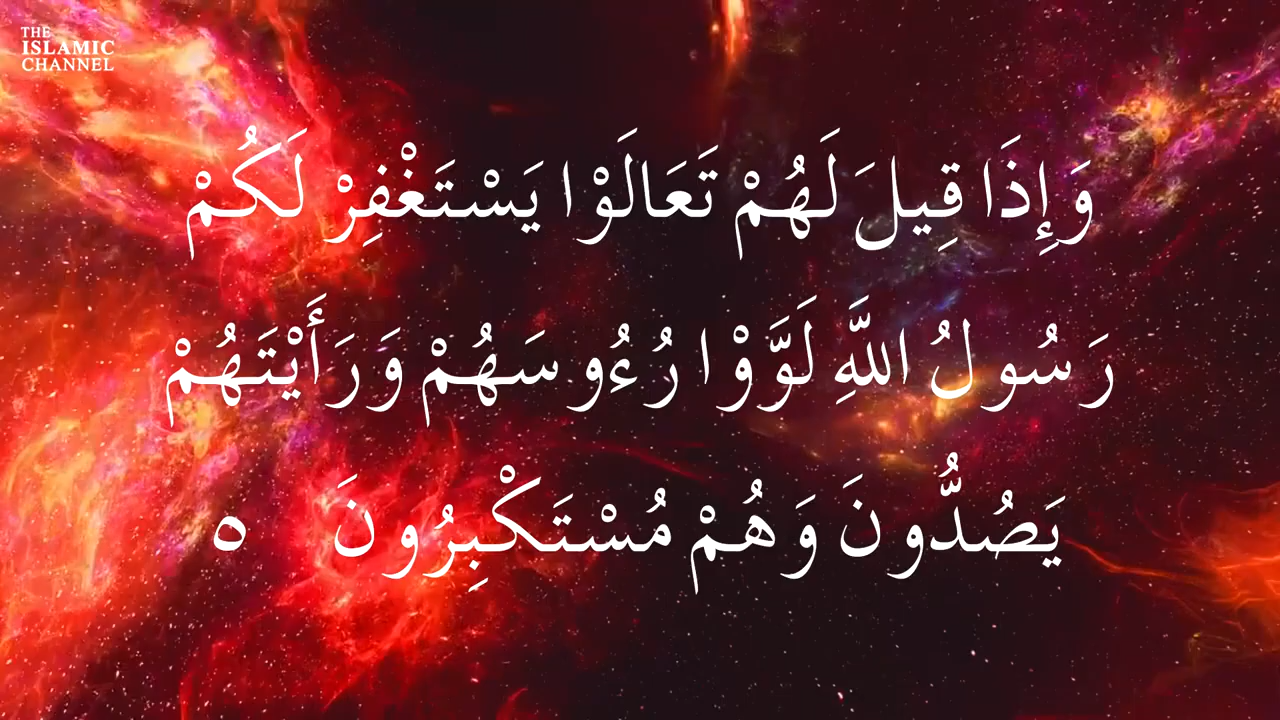 THE
ISLAMIC
CHANNEL
وَإِذَا قِيلَ لَهُمْ تَعَالَوْا يَسْتَغْفِرْ لَكُمْ
رَسُولُ اللَّهِ لَوَّوْا رُءُوسَهُمْ وَرَأَيْتَهُمْ
يَصُدُّونَ وَهُمْ مُسْتَكْبِرُونَ ٥